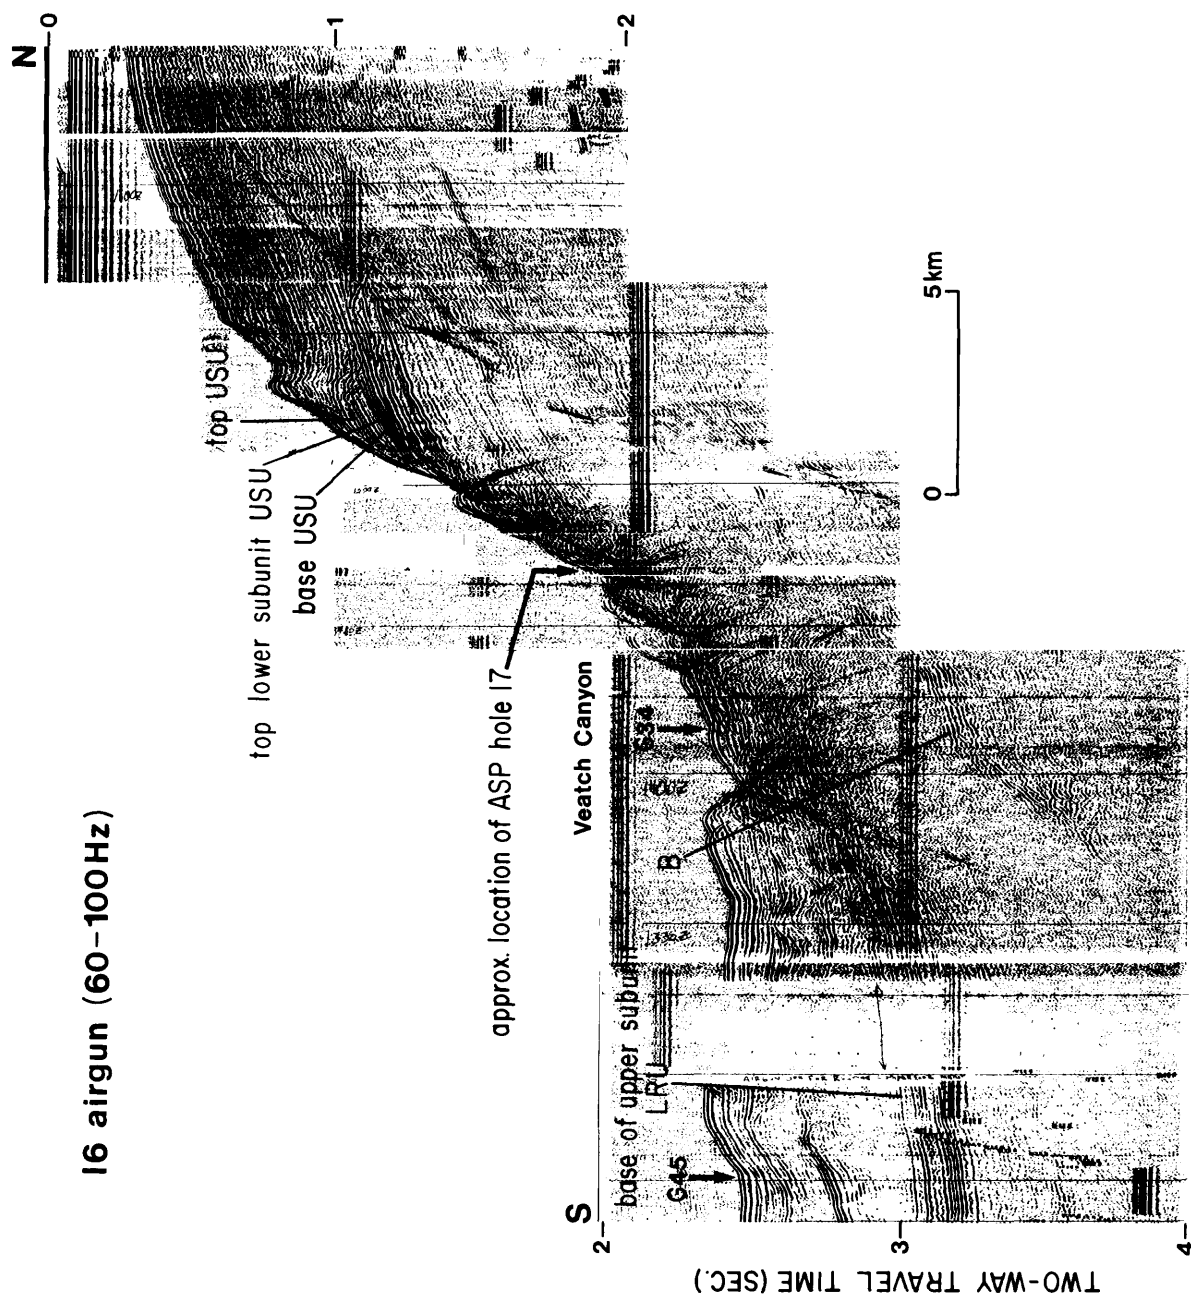 16 airgun (60-100Hz)
N
0
1
2
top USU
top lower subunit USU
base USU
approx. location of ASP hole 17
Veatch Canyon
G34
B
base of upper subunit
LRU
G45
S
2
3
4
TWO-WAY TRAVEL TIME (SEC.)
0
5km